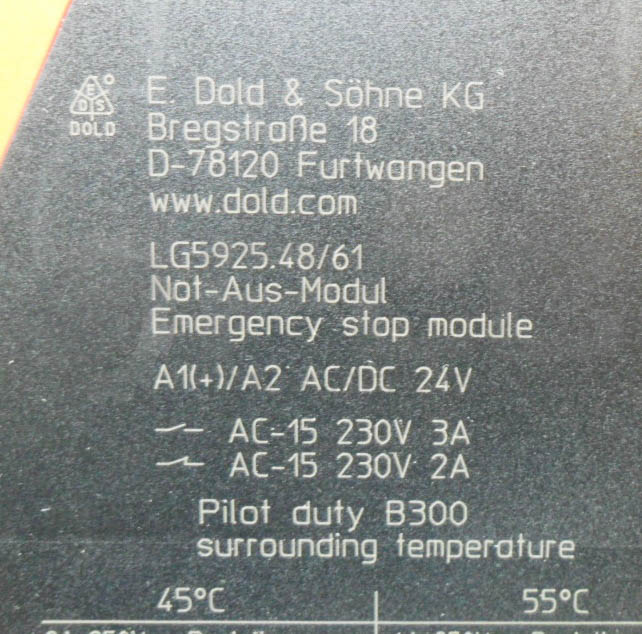 E. Dold & Söhne KG
EDS
DOLD
Bregstraße 18
D-78120 Furtwangen
www.dold.com
LG5925.48/61
Not-Aus-Modul
Emergency stop module
A1(+)/A2 AC/DC 24V
AC-15 230V 3A
AC-15 230V 2A
Pilot duty B300
surrounding temperature
45°C 55°C